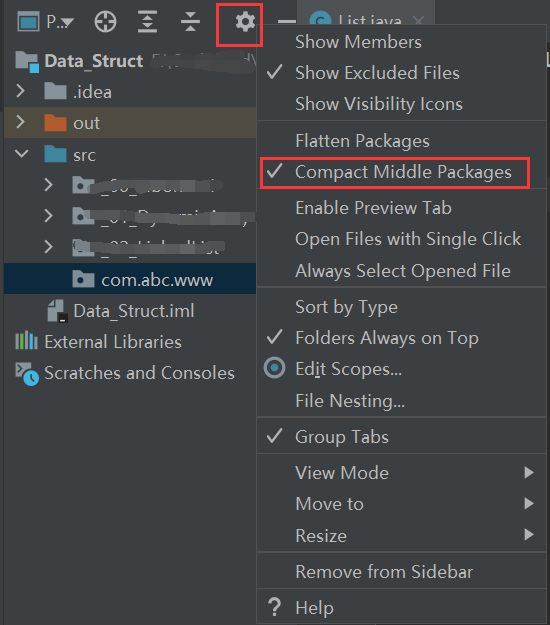 P...
List.java
Data_Struct
.idea
out
src
com.abc.www
Data_Struct.iml
External Libraries
Scratches and Consoles
Show Members
Show Excluded Files
Show Visibility Icons
Flatten Packages
Compact Middle Packages
Enable Preview Tab
Open Files with Single Click
Always Select Opened File
Sort by Type
Folders Always on Top
Edit Scopes...
File Nesting...
Group Tabs
View Mode
Move to
Resize
Remove from Sidebar
? Help